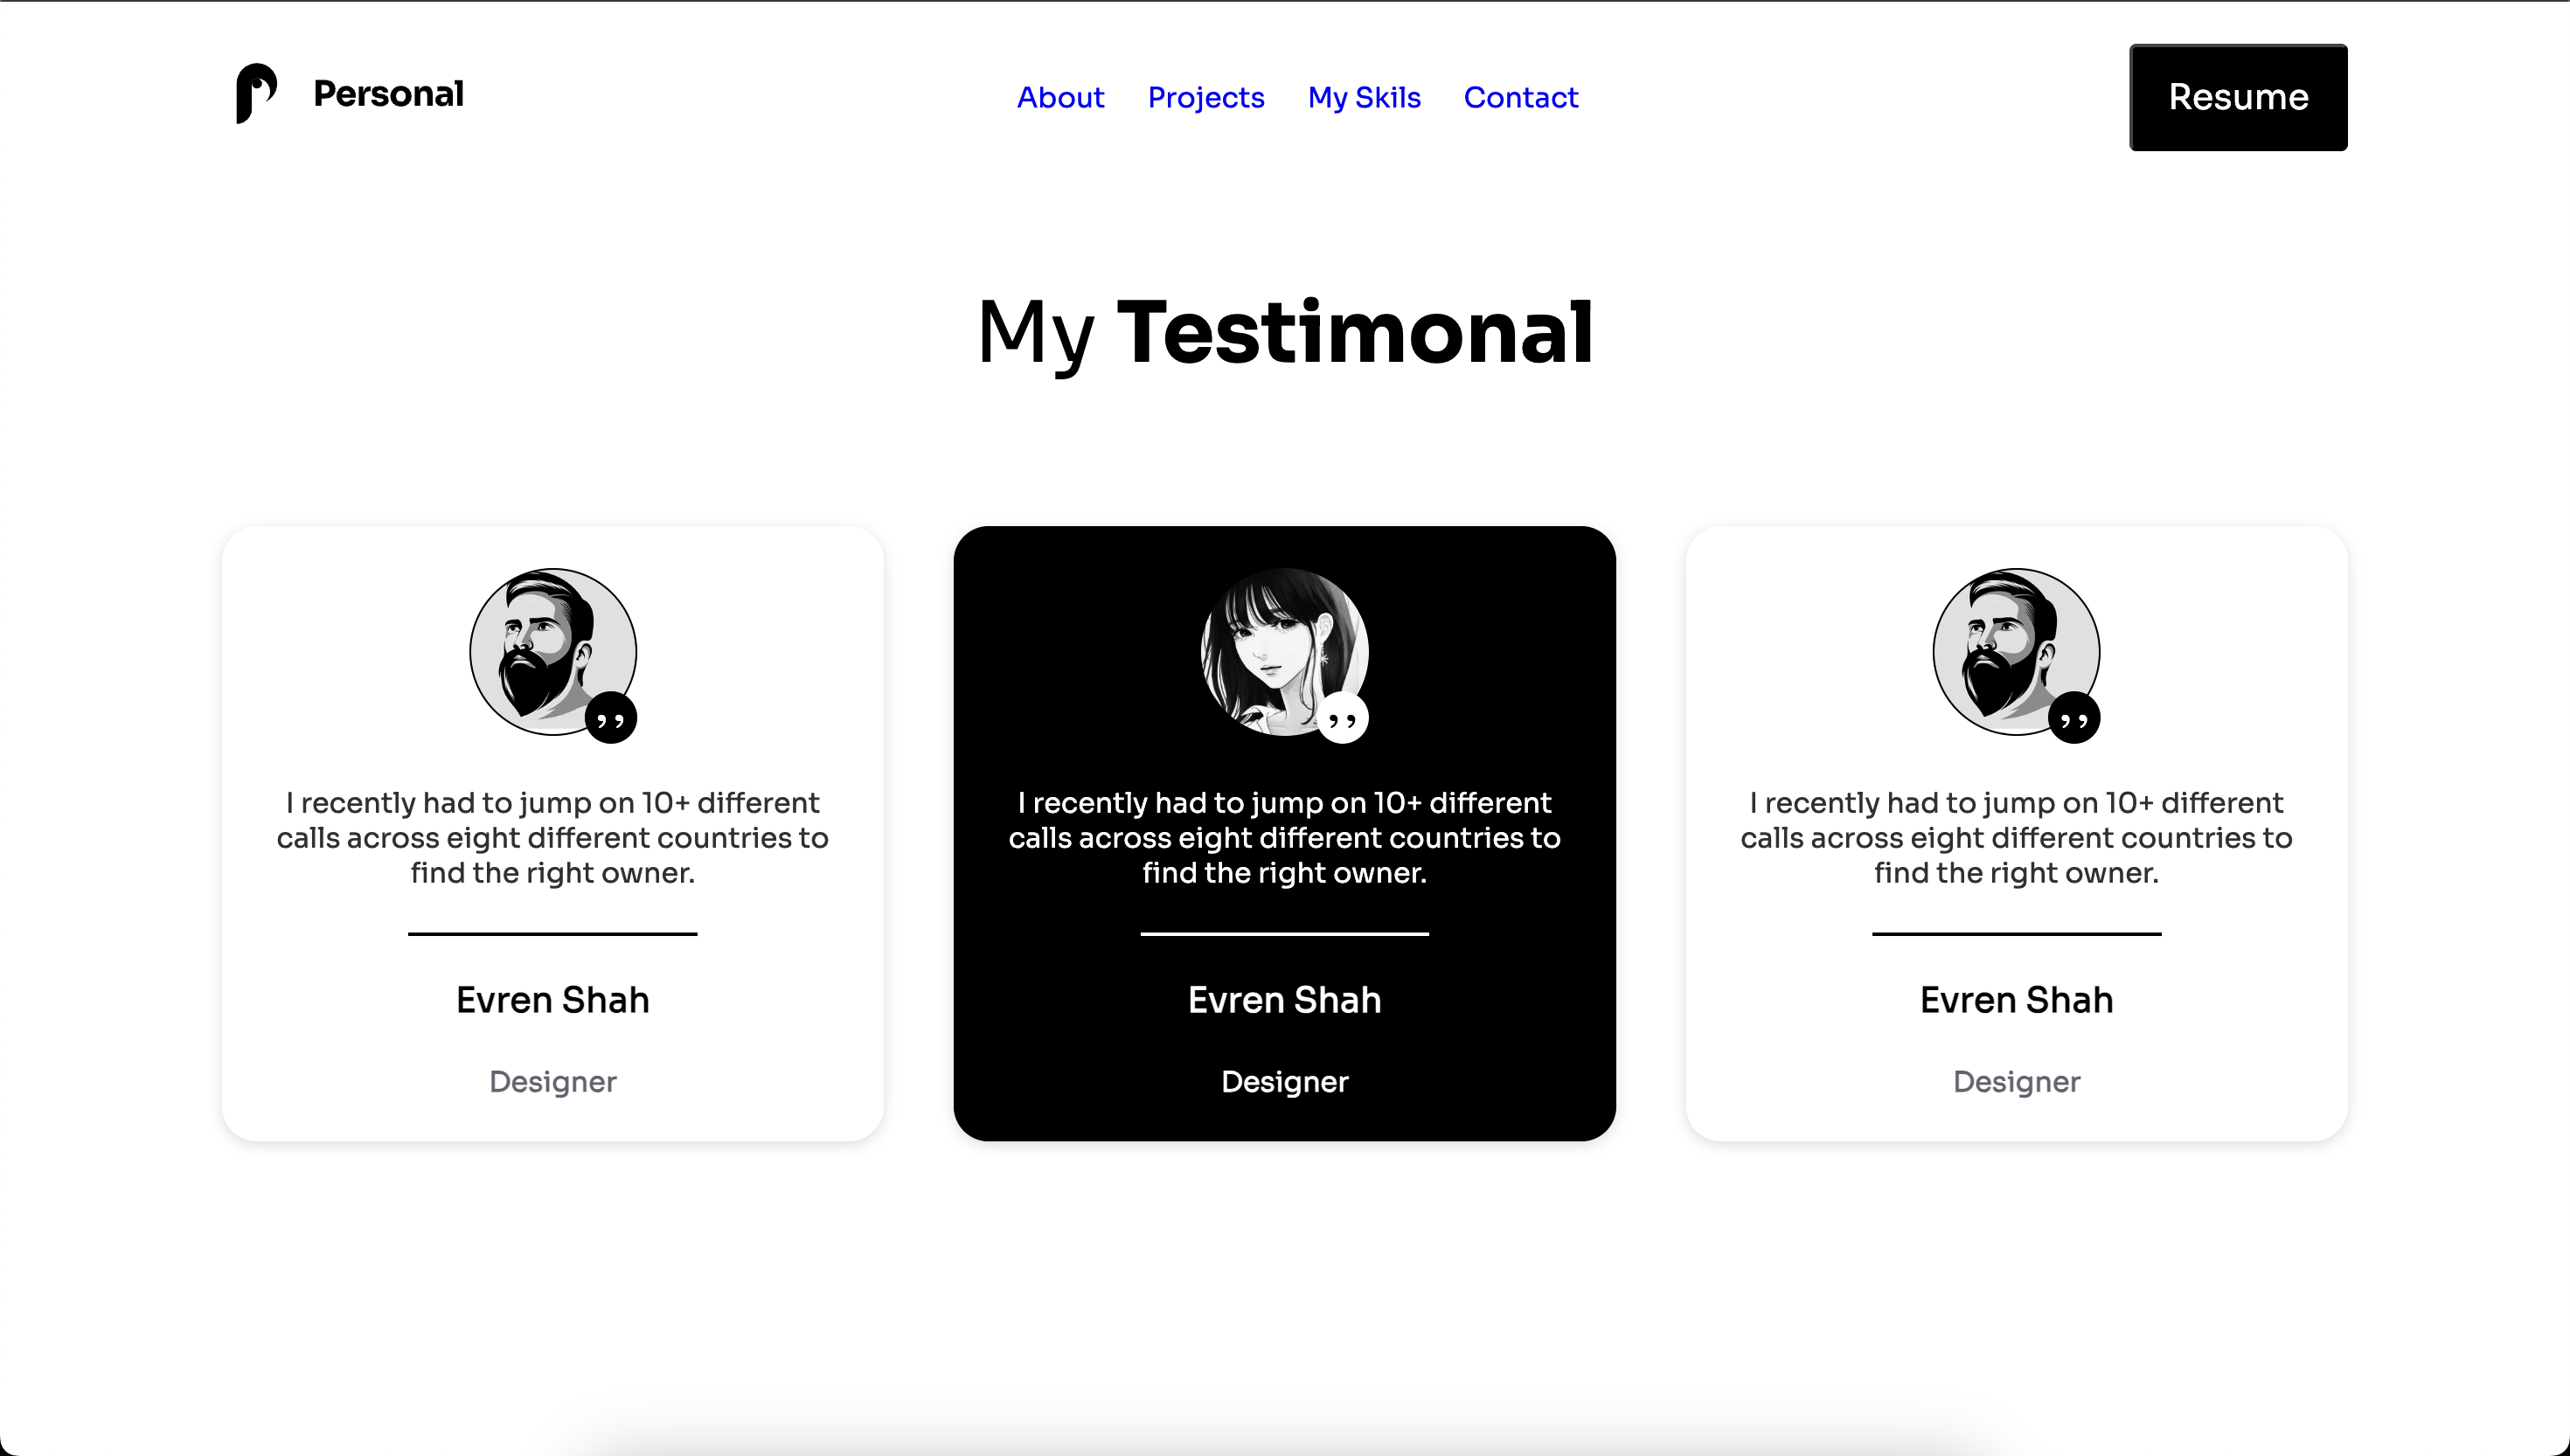 Personal
About Projects My Skils Contact
Resume
My Testimonal
I recently had to jump on 10+ different
calls across eight different countries to
find the right owner.
Evren Shah
Designer
I recently had to jump on 10+ different
calls across eight different countries to
find the right owner.
Evren Shah
Designer
I recently had to jump on 10+ different
calls across eight different countries to
find the right owner.
Evren Shah
Designer